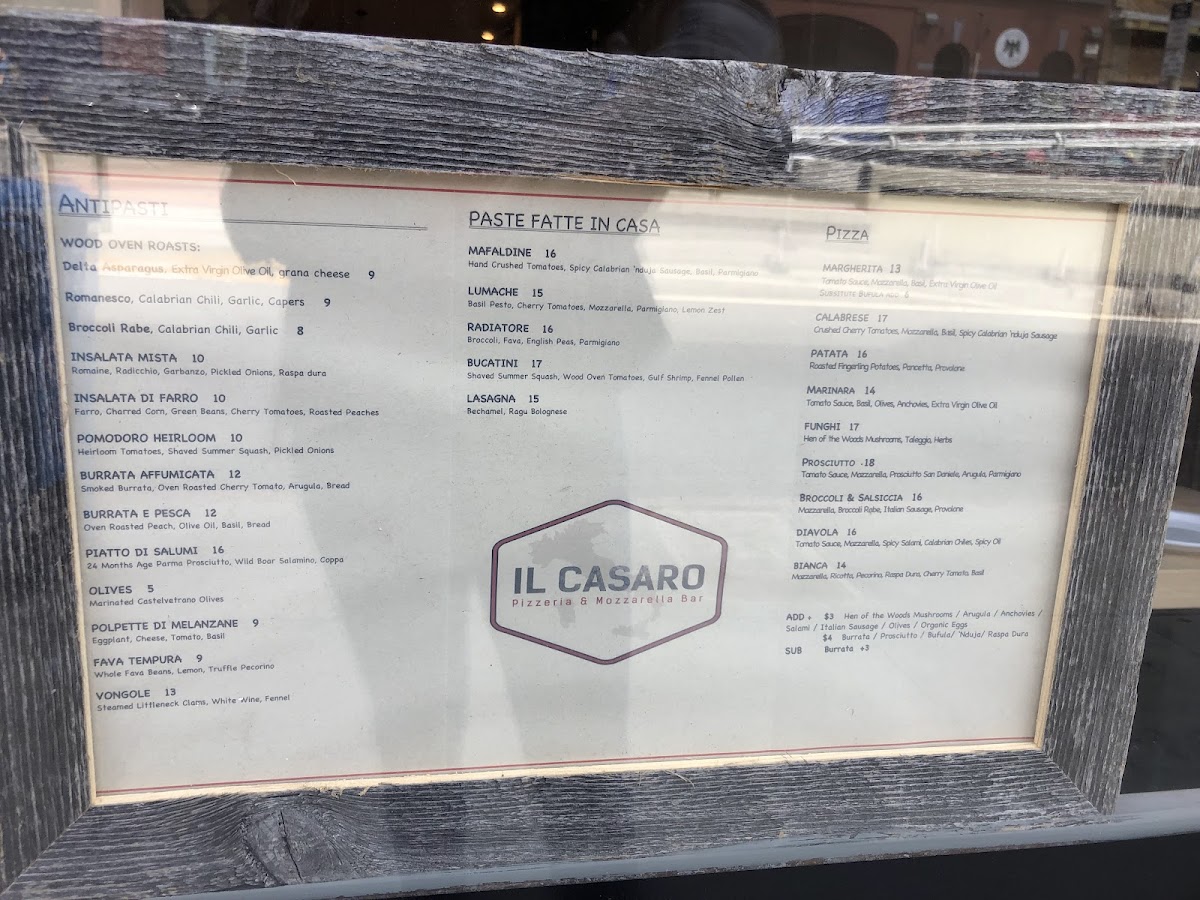 ANTIPASTI
WOOD OVEN ROASTS:
Delta Asparagus, Extra Virgin Olive Oil, grana cheese 9
Romanesco, Calabrian Chili, Garlic, Capers 9
Broccoli Rabe, Calabrian Chili, Garlic 8
INSALATA MISTA 10
Romaine, Radicchio, Garbanzo, Pickled Onions, Raspa dura
INSALATA DI FARRO 10
Farro, Charred Corn, Green Beans, Cherry Tomatoes, Roasted Peaches
POMODORO HEIRLOOM 10
Heirloom Tomatoes, Shaved Summer Squash, Pickled Onions
BURRATA AFFUMICATA 12
Smoked Burrata, Oven Roasted Cherry Tomato, Arugula, Bread
BURRATA E PESCA 12
Oven Roasted Peach, Olive Oil, Basil, Bread
PIATTO DI SALUMI 16
24 Months Age Parma Prosciutto, Wild Boar Salamino, Coppa
OLIVES 5
Marinated Castelvetrano Olives
POLPETTE DI MELANZANE 9
Eggplant, Cheese, Tomato, Basil
FAVA TEMPURA 9
Whole Fava Beans, Lemon, Truffle Pecorino
VONGOLE 13
Steamed Littleneck Clams, White Wine, Fennel
PASTE FATTE IN CASA
MAFALDINE 16
Hand Crushed Tomatoes, Spicy Calabrian 'nduja Sausage, Basil, Parmigiano
LUMACHE 15
Basil Pesto, Cherry Tomatoes, Mozzarella, Parmigiano, Lemon Zest
RADIATORE 16
Broccoli, Fava, English Peas, Parmigiano
BUCATINI 17
Shaved Summer Squash, Wood Oven Tomatoes, Gulf Shrimp, Fennel Pollen
LASAGNA 15
Bechamel, Ragu Bolognese
IL CASARO
Pizzeria & Mozzarella Bar
PIZZA
MARGHERITA 13
Tomato Sauce, Mozzarella, Basil, Extra Virgin Olive Oil
SUBSTITUTE BUFULA ADD 6
CALABRESE 17
Crushed Cherry Tomatoes, Mozzarella, Basil, Spicy Calabrian 'nduja Sausage
PATATA 16
Roasted Fingerling Potatoes, Pancetta, Provolone
MARINARA 14
Tomato Sauce, Basil, Olives, Anchovies, Extra Virgin Olive Oil
FUNGHI 17
Hen of the Woods Mushrooms, Taleggio, Herbs
PROSCIUTTO -18
Tomato Sauce, Mozzarella, Prosciutto San Daniele, Arugula, Parmigiano
BROCCOLI & SALSICCIA 16
Mozzarella, Broccoli Rabe, Italian Sausage, Provolone
DIAVOLA 16
Tomato Sauce, Mozzarella, Spicy Salami, Calabrian Chilies, Spicy Oil
BIANCA 14
Mozzarella, Ricotta, Pecorino, Raspa Dura, Cherry Tomato, Basil
ADD + $3 Hen of the Woods Mushrooms / Arugula / Anchovies /
Salami / Italian Sausage / Olives / Organic Eggs
$4 Burrata / Prosciutto / Bufula/ 'Nduja/ Raspa Dura
SUB Burrata +3